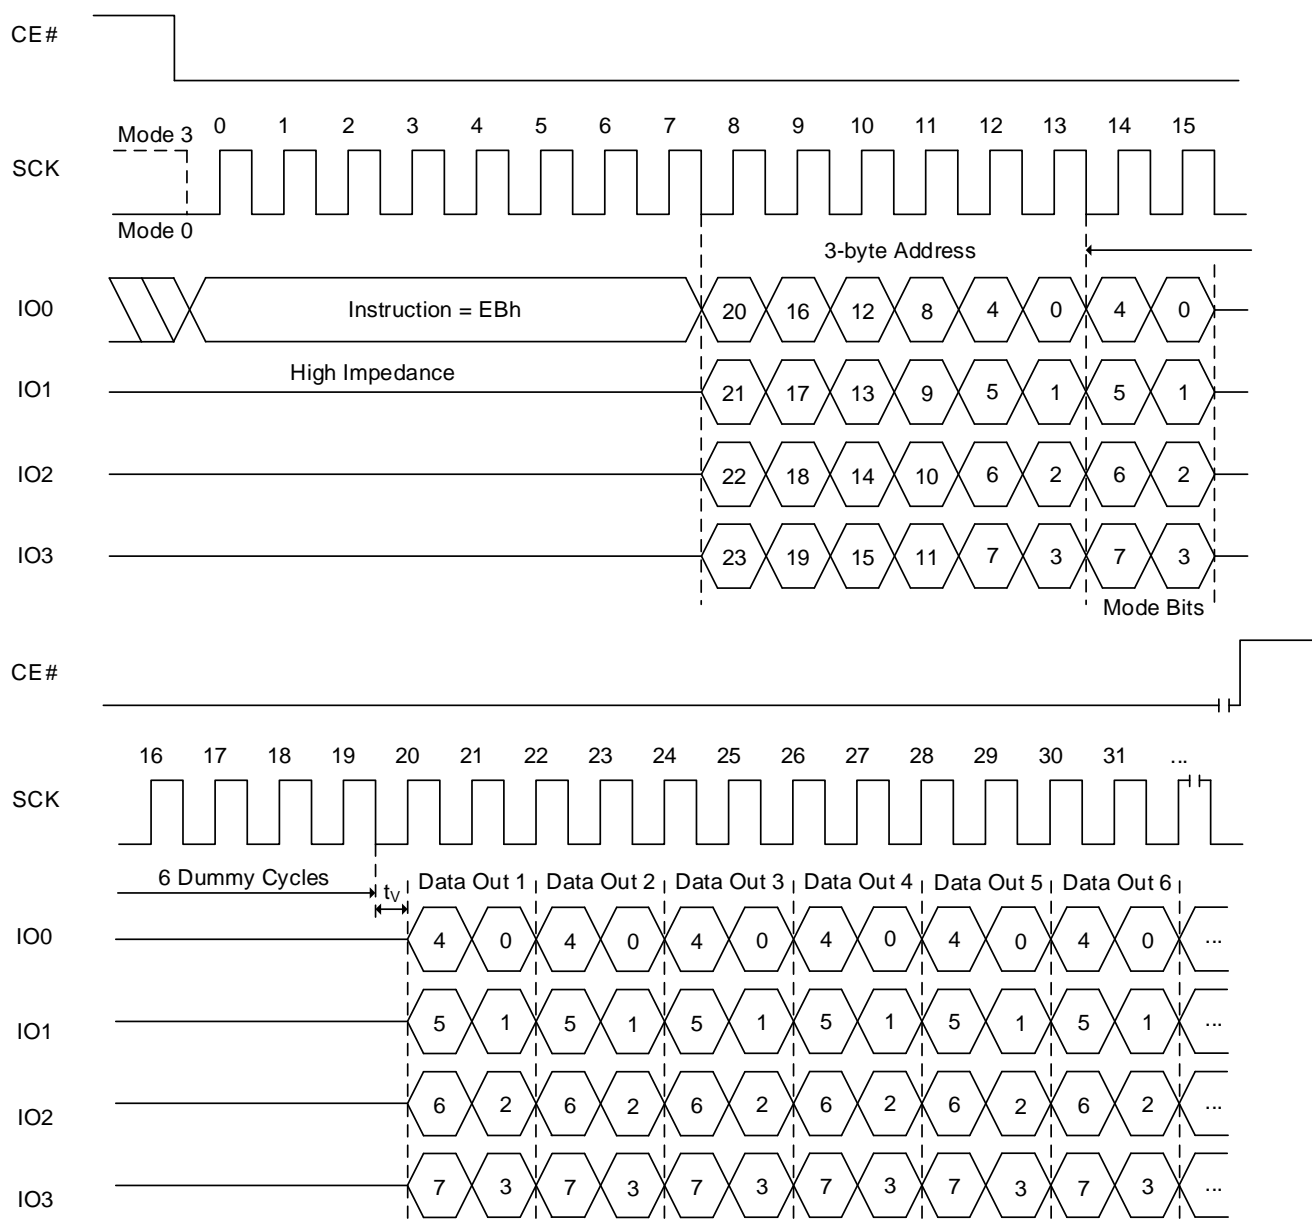 CE#
Mode 3 0 1 2 3 4 5 6 7 8 9 10 11 12 13 14 15
SCK
Mode 0
3-byte Address
IO0 Instruction = EBh 20 16 12 8 4 0 4 0
High Impedance
IO1 21 17 13 9 5 1 5 1
IO2 22 18 14 10 6 2 6 2
IO3 23 19 15 11 7 3 7 3
Mode Bits
CE#
16 17 18 19 20 21 22 23 24 25 26 27 28 29 30 31 ...
SCK
6 Dummy Cycles tV Data Out 1 Data Out 2 Data Out 3 Data Out 4 Data Out 5 Data Out 6
IO0 4 0 4 0 4 0 4 0 4 0 4 0 ...
IO1 5 1 5 1 5 1 5 1 5 1 5 1 ...
IO2 6 2 6 2 6 2 6 2 6 2 6 2 ...
IO3 7 3 7 3 7 3 7 3 7 3 7 3 ...